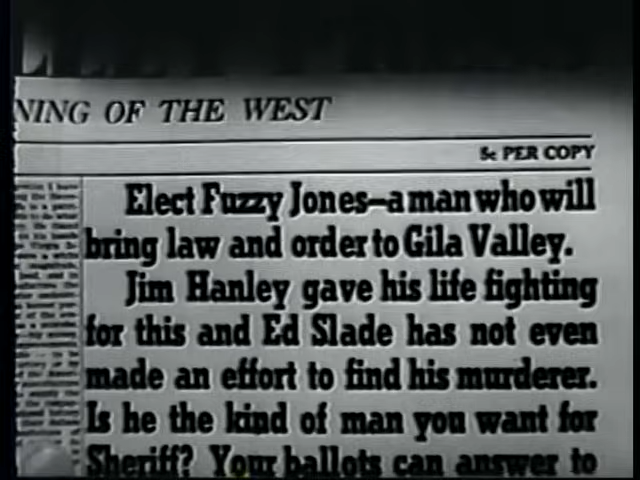 NING OF THE WEST
5c PER COPY
Elect Fuzzy Jones—a man who will
bring law and order to Gila Valley.
Jim Hanley gave his life fighting
for this and Ed Slade has not even
made an effort to find his murderer.
Is he the kind of man you want for
Sheriff? Your ballots can answer to